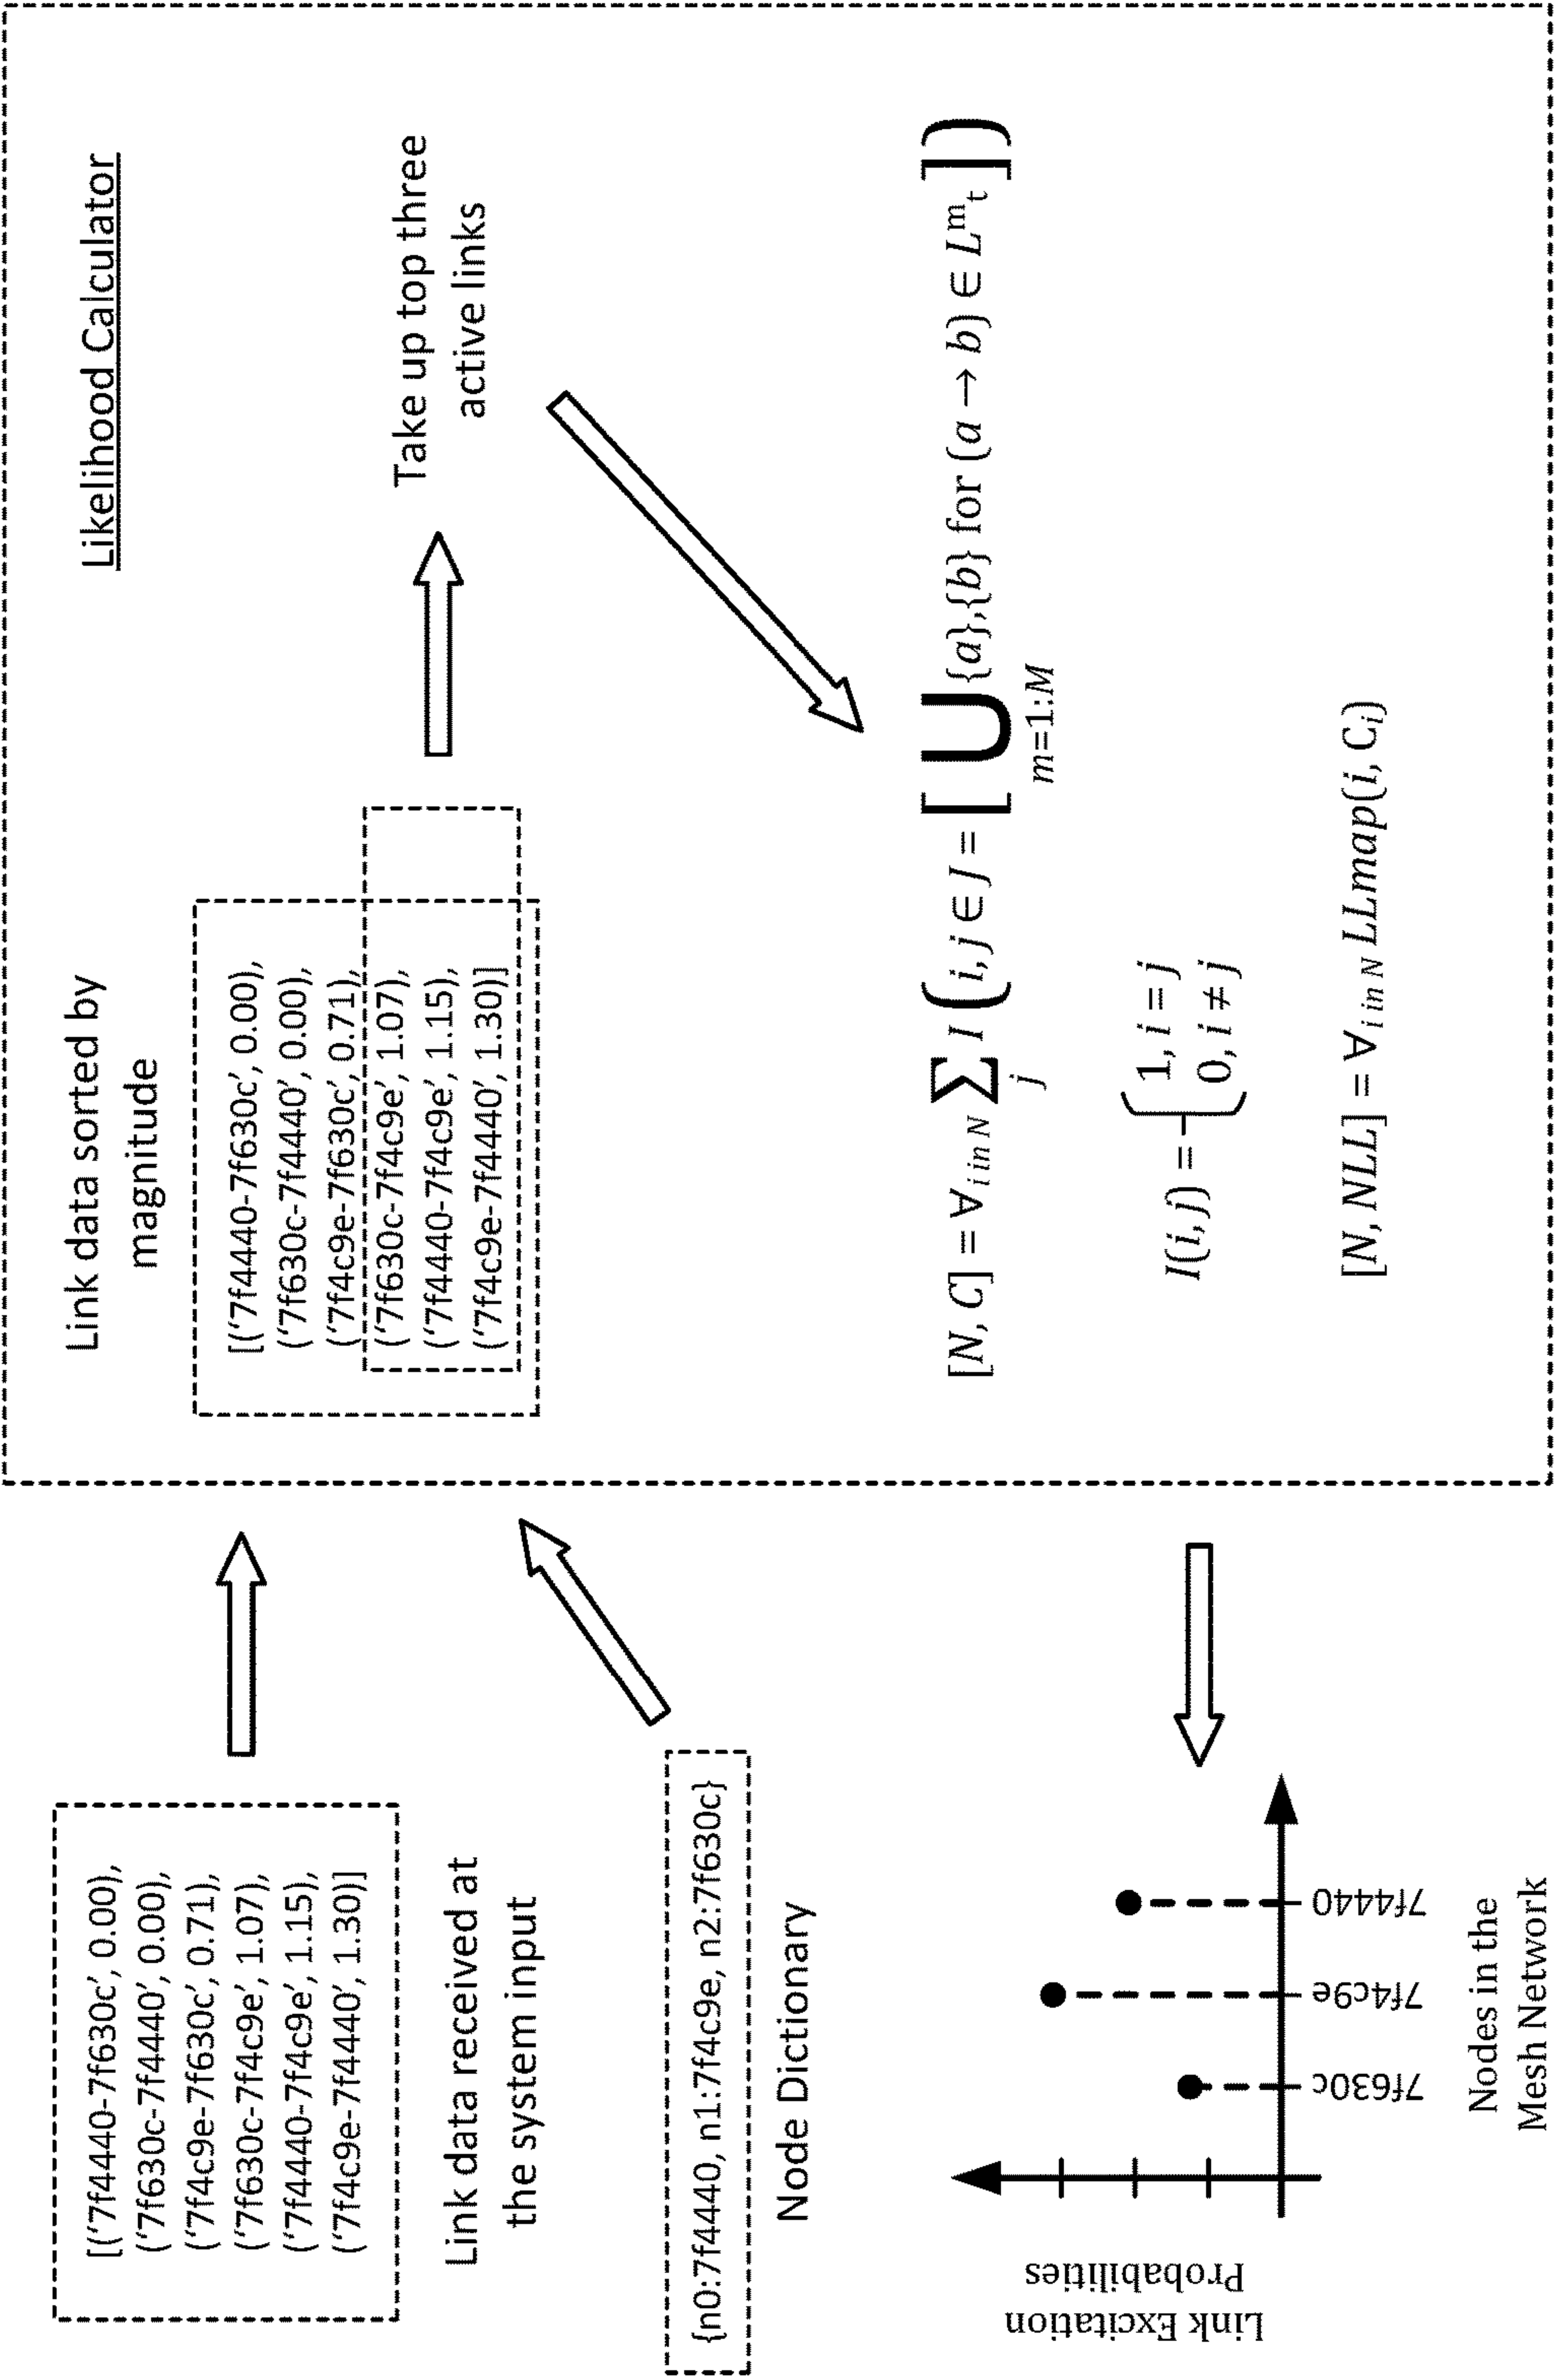 [('7f4440-7f630c', 0.00),
('7f630c-7f4440', 0.00),
('7f4c9e-7f630c', 0.71),
('7f630c-7f4c9e', 1.07),
('7f4440-7f4c9e', 1.15),
('7f4c9e-7f4440', 1.30)]
Link data received at
the system input
{n0:7f4440, n1:7f4c9e, n2:7f630c}
Node Dictionary
Link Excitation
Probabilities
7f630c
7f4c9e
7f4440
Nodes in the
Mesh Network
Likelihood Calculator
Link data sorted by
magnitude
[('7f4440-7f630c', 0.00),
('7f630c-7f4440', 0.00),
('7f4c9e-7f630c', 0.71),
('7f630c-7f4c9e', 1.07),
('7f4440-7f4c9e', 1.15),
('7f4c9e-7f4440', 1.30)]
Take up top three
active links
[N, C] = ∀i in N ∑j I (i, j ∈ J = [ ⋃m=1:M {a},{b} for (a → b) ∈ Lᵐt ])
I(i, j) = { 1, i = j
0, i ≠ j
[N, NLL] = ∀i in N LLmap(i, Ci)